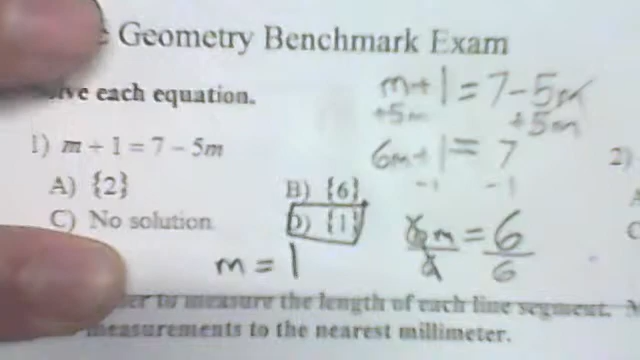 Geometry Benchmark Exam
each equation.
m + 1 = 7 - 5m
+5m +5m
1) m + 1 = 7 − 5m
6m + 1 = 7
-1 -1
2)
A) {2}
B) {6}
C) No solution
D) {1}
6m = 6
6
m = 1
to measure the length of each line segment.
measurements to the nearest millimeter.